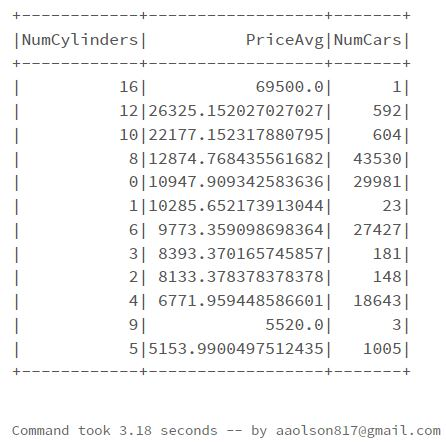 +------------+------------------+-------+
|NumCylinders|          PriceAvg|NumCars|
+------------+------------------+-------+
|          16|           69500.0|      1|
|          12|26325.152027027027|    592|
|          10|22177.152317880795|    604|
|           8|12874.768435561682|  43530|
|           0|10947.909342583636|  29981|
|           1|10285.652173913044|     23|
|           6| 9773.359098698364|  27427|
|           3| 8393.370165745857|    181|
|           2| 8133.378378378378|    148|
|           4| 6771.959448586601|  18643|
|           9|            5520.0|      3|
|           5|5153.9900497512435|   1005|
+------------+------------------+-------+
Command took 3.18 seconds -- by aaolson817@gmail.com